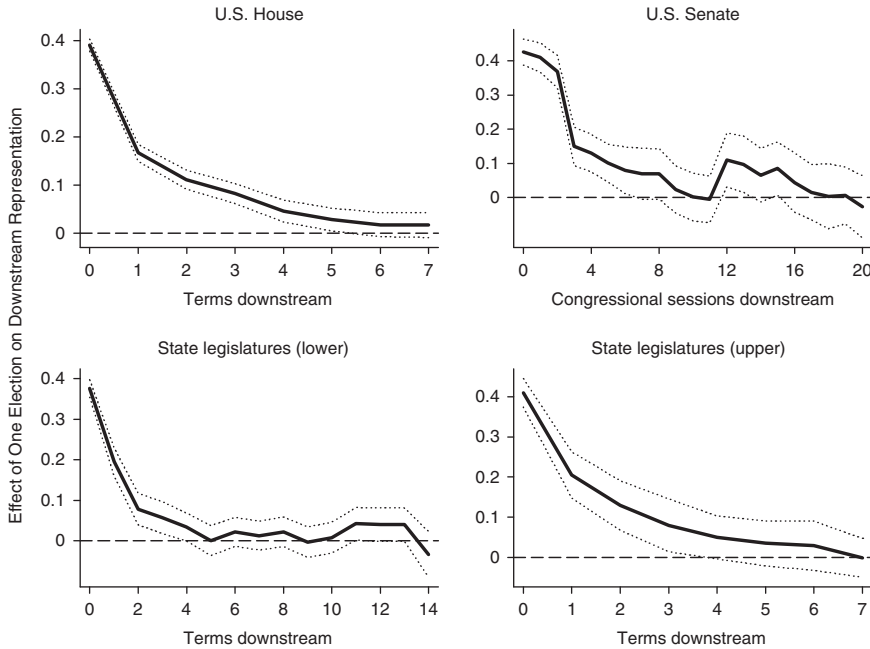 Effect of One Election on Downstream Representation
U.S. House
0.4
0.3
0.2
0.1
0
0 1 2 3 4 5 6 7
Terms downstream
U.S. Senate
0.4
0.3
0.2
0.1
0
0 4 8 12 16 20
Congressional sessions downstream
State legislatures (lower)
0.4
0.3
0.2
0.1
0
0 2 4 6 8 10 12 14
Terms downstream
State legislatures (upper)
0.4
0.3
0.2
0.1
0
0 1 2 3 4 5 6 7
Terms downstream